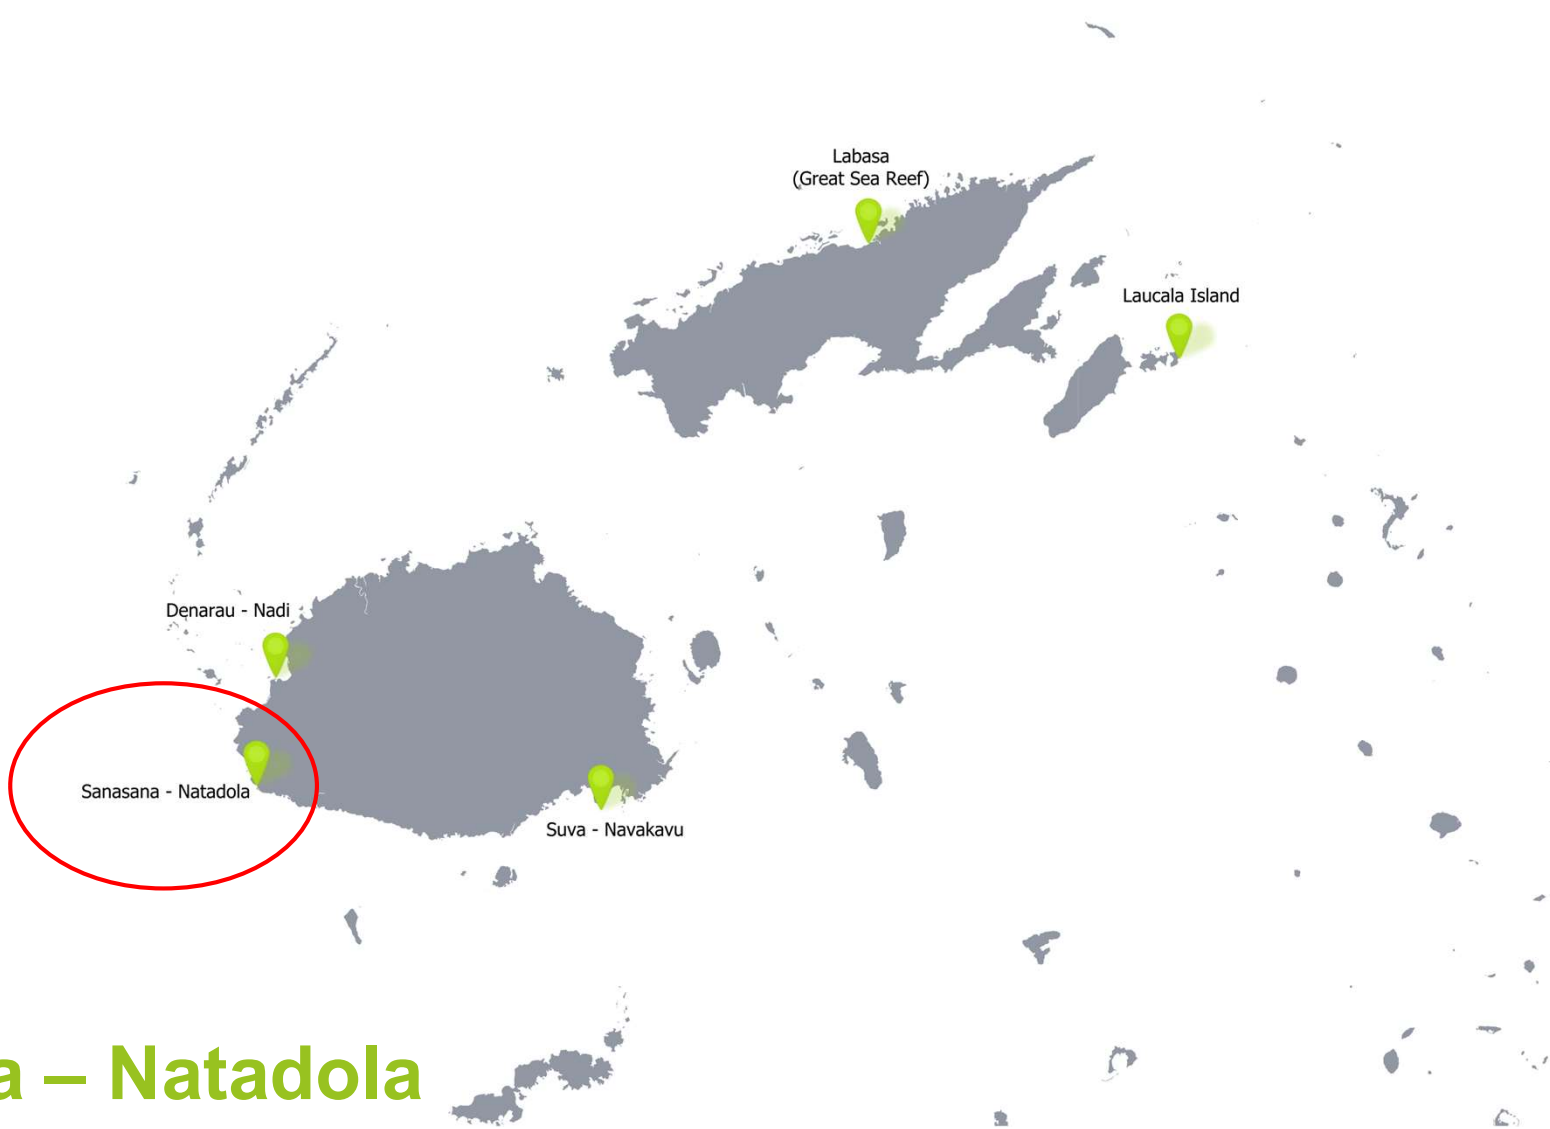 Labasa
(Great Sea Reef)
Laucala Island
Denarau - Nadi
Sanasana - Natadola
Suva - Navakavu
a – Natadola